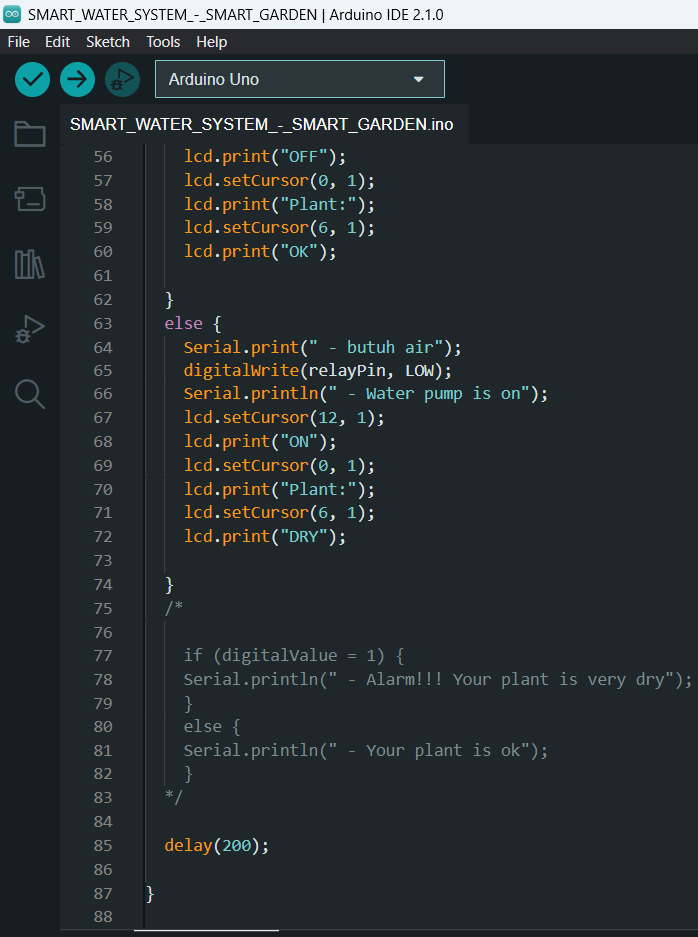 SMART_WATER_SYSTEM_-_SMART_GARDEN | Arduino IDE 2.1.0
File Edit Sketch Tools Help
Arduino Uno
SMART_WATER_SYSTEM_-_SMART_GARDEN.ino
56 lcd.print("OFF");
57 lcd.setCursor(0, 1);
58 lcd.print("Plant:");
59 lcd.setCursor(6, 1);
60 lcd.print("OK");
61
62 }
63 else {
64 Serial.print(" - butuh air");
65 digitalWrite(relayPin, LOW);
66 Serial.println(" - Water pump is on");
67 lcd.setCursor(12, 1);
68 lcd.print("ON");
69 lcd.setCursor(0, 1);
70 lcd.print("Plant:");
71 lcd.setCursor(6, 1);
72 lcd.print("DRY");
73
74 }
75 /*
76
77 if (digitalValue = 1) {
78 Serial.println(" - Alarm!!! Your plant is very dry");
79 }
80 else {
81 Serial.println(" - Your plant is ok");
82 }
83 */
84
85 delay(200);
86
87 }
88